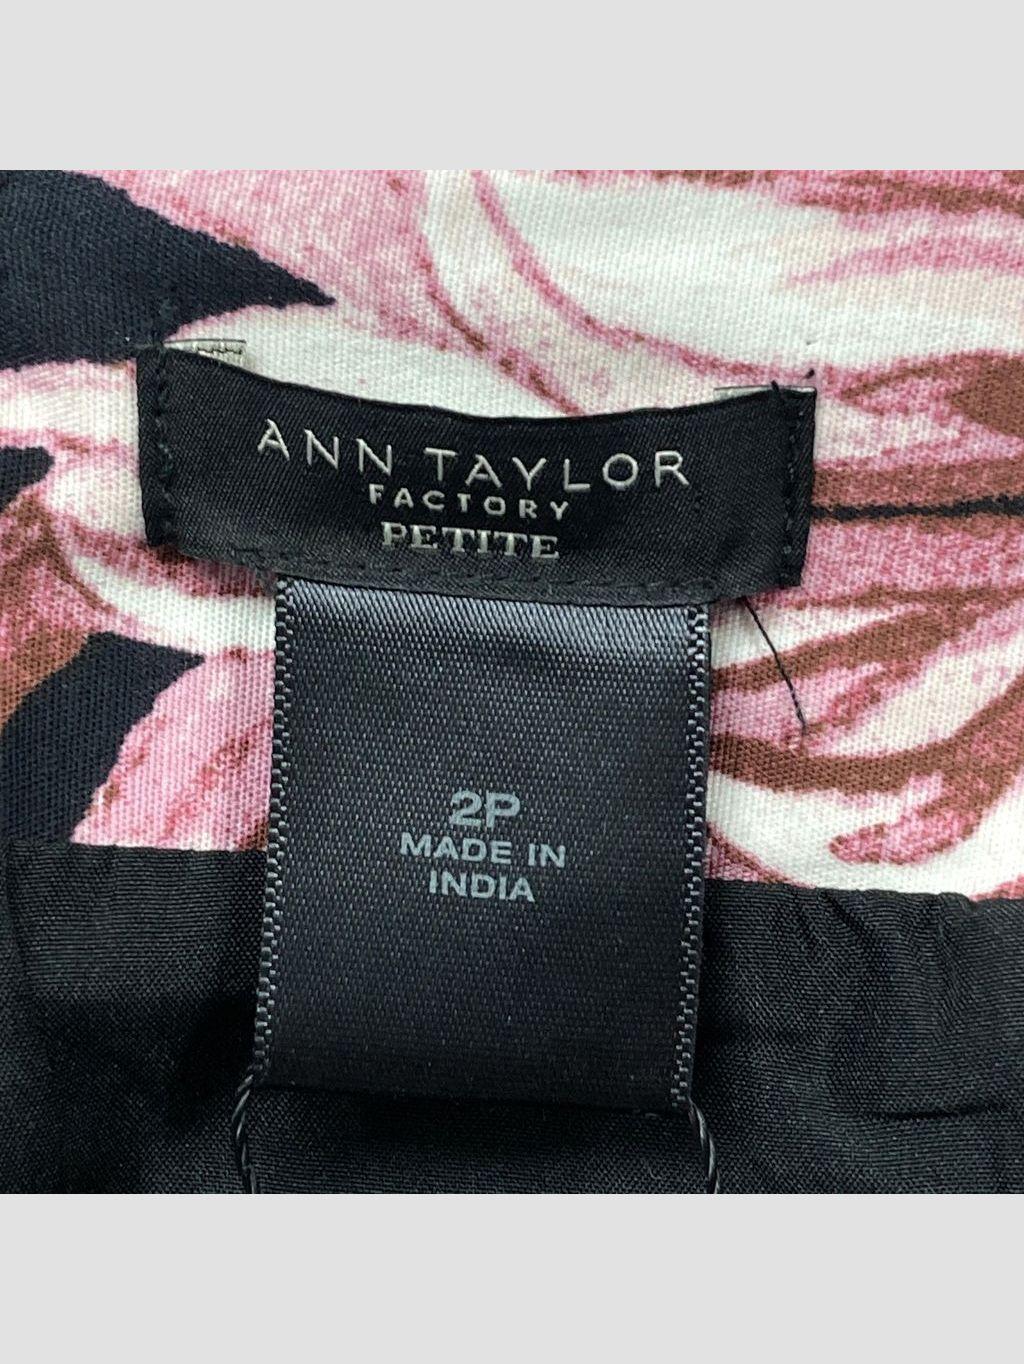 ANN TAYLOR
FACTORY
PETITE
2P
MADE IN
INDIA